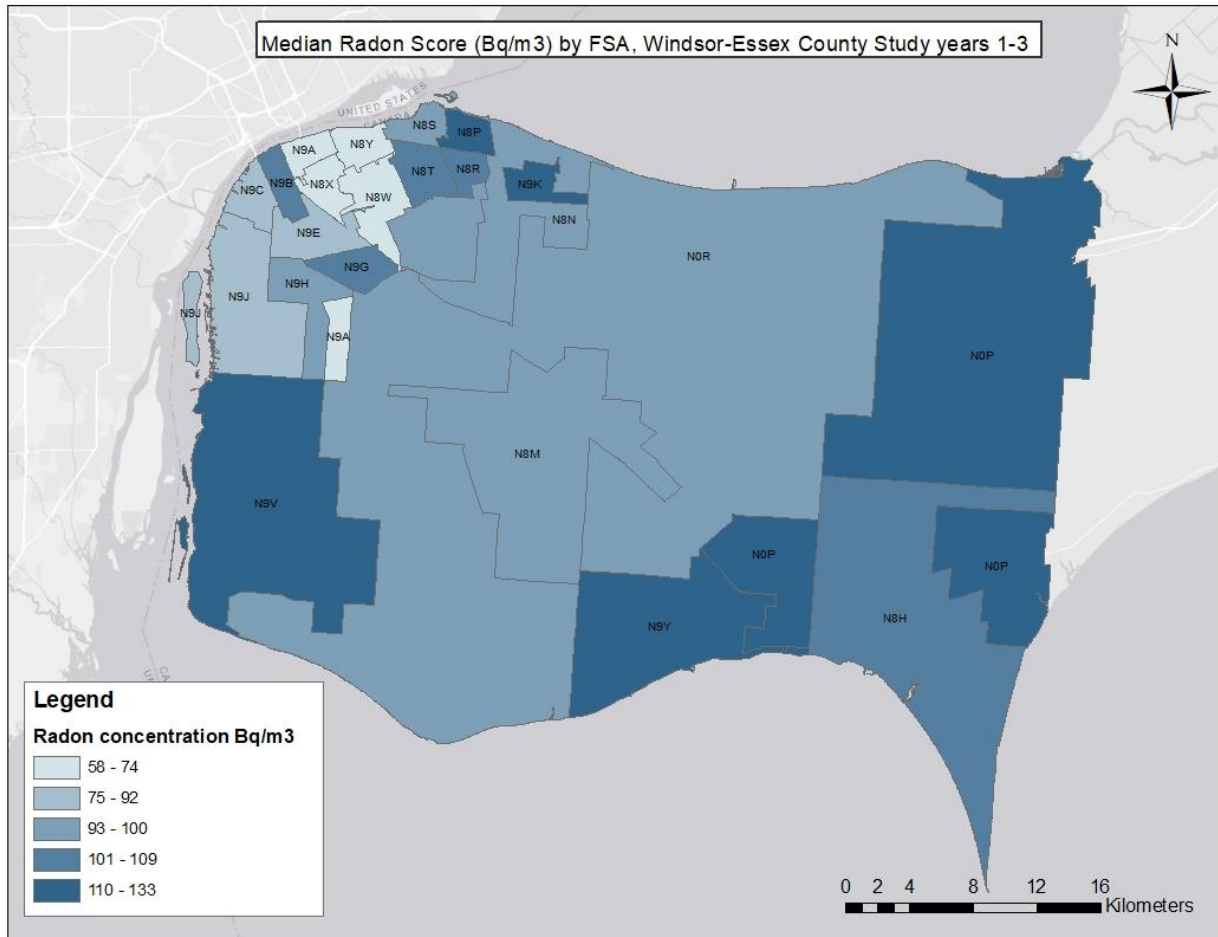 Median Radon Score (Bq/m3) by FSA, Windsor-Essex County Study years 1-3
N
UNITED STATES
CANADA
N8S
N8P
N9A
N8Y
N8T
N8R
N9C
N9B
N8X
N8W
N9K
N8N
N9E
N9G
N9H
N0R
N9J
N9J
N9A
N0P
N8M
N9V
N0P
N0P
N9Y
N8H
Legend
Radon concentration Bq/m3
58 - 74
75 - 92
93 - 100
101 - 109
110 - 133
0 2 4 8 12 16
Kilometers